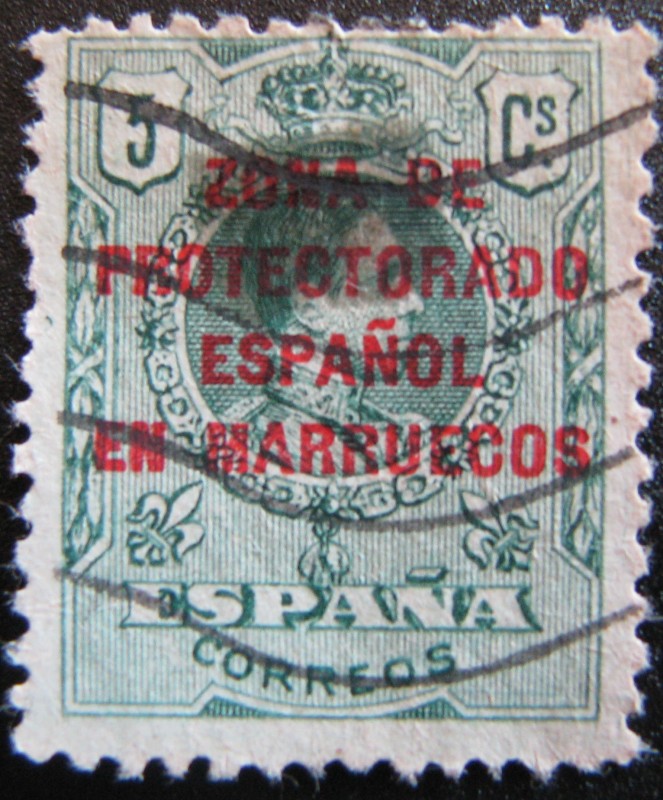 5 Cs.
ZONA DE
PROTECTORADO
ESPAÑOL
EN MARRUECOS
ESPAÑA
CORREOS